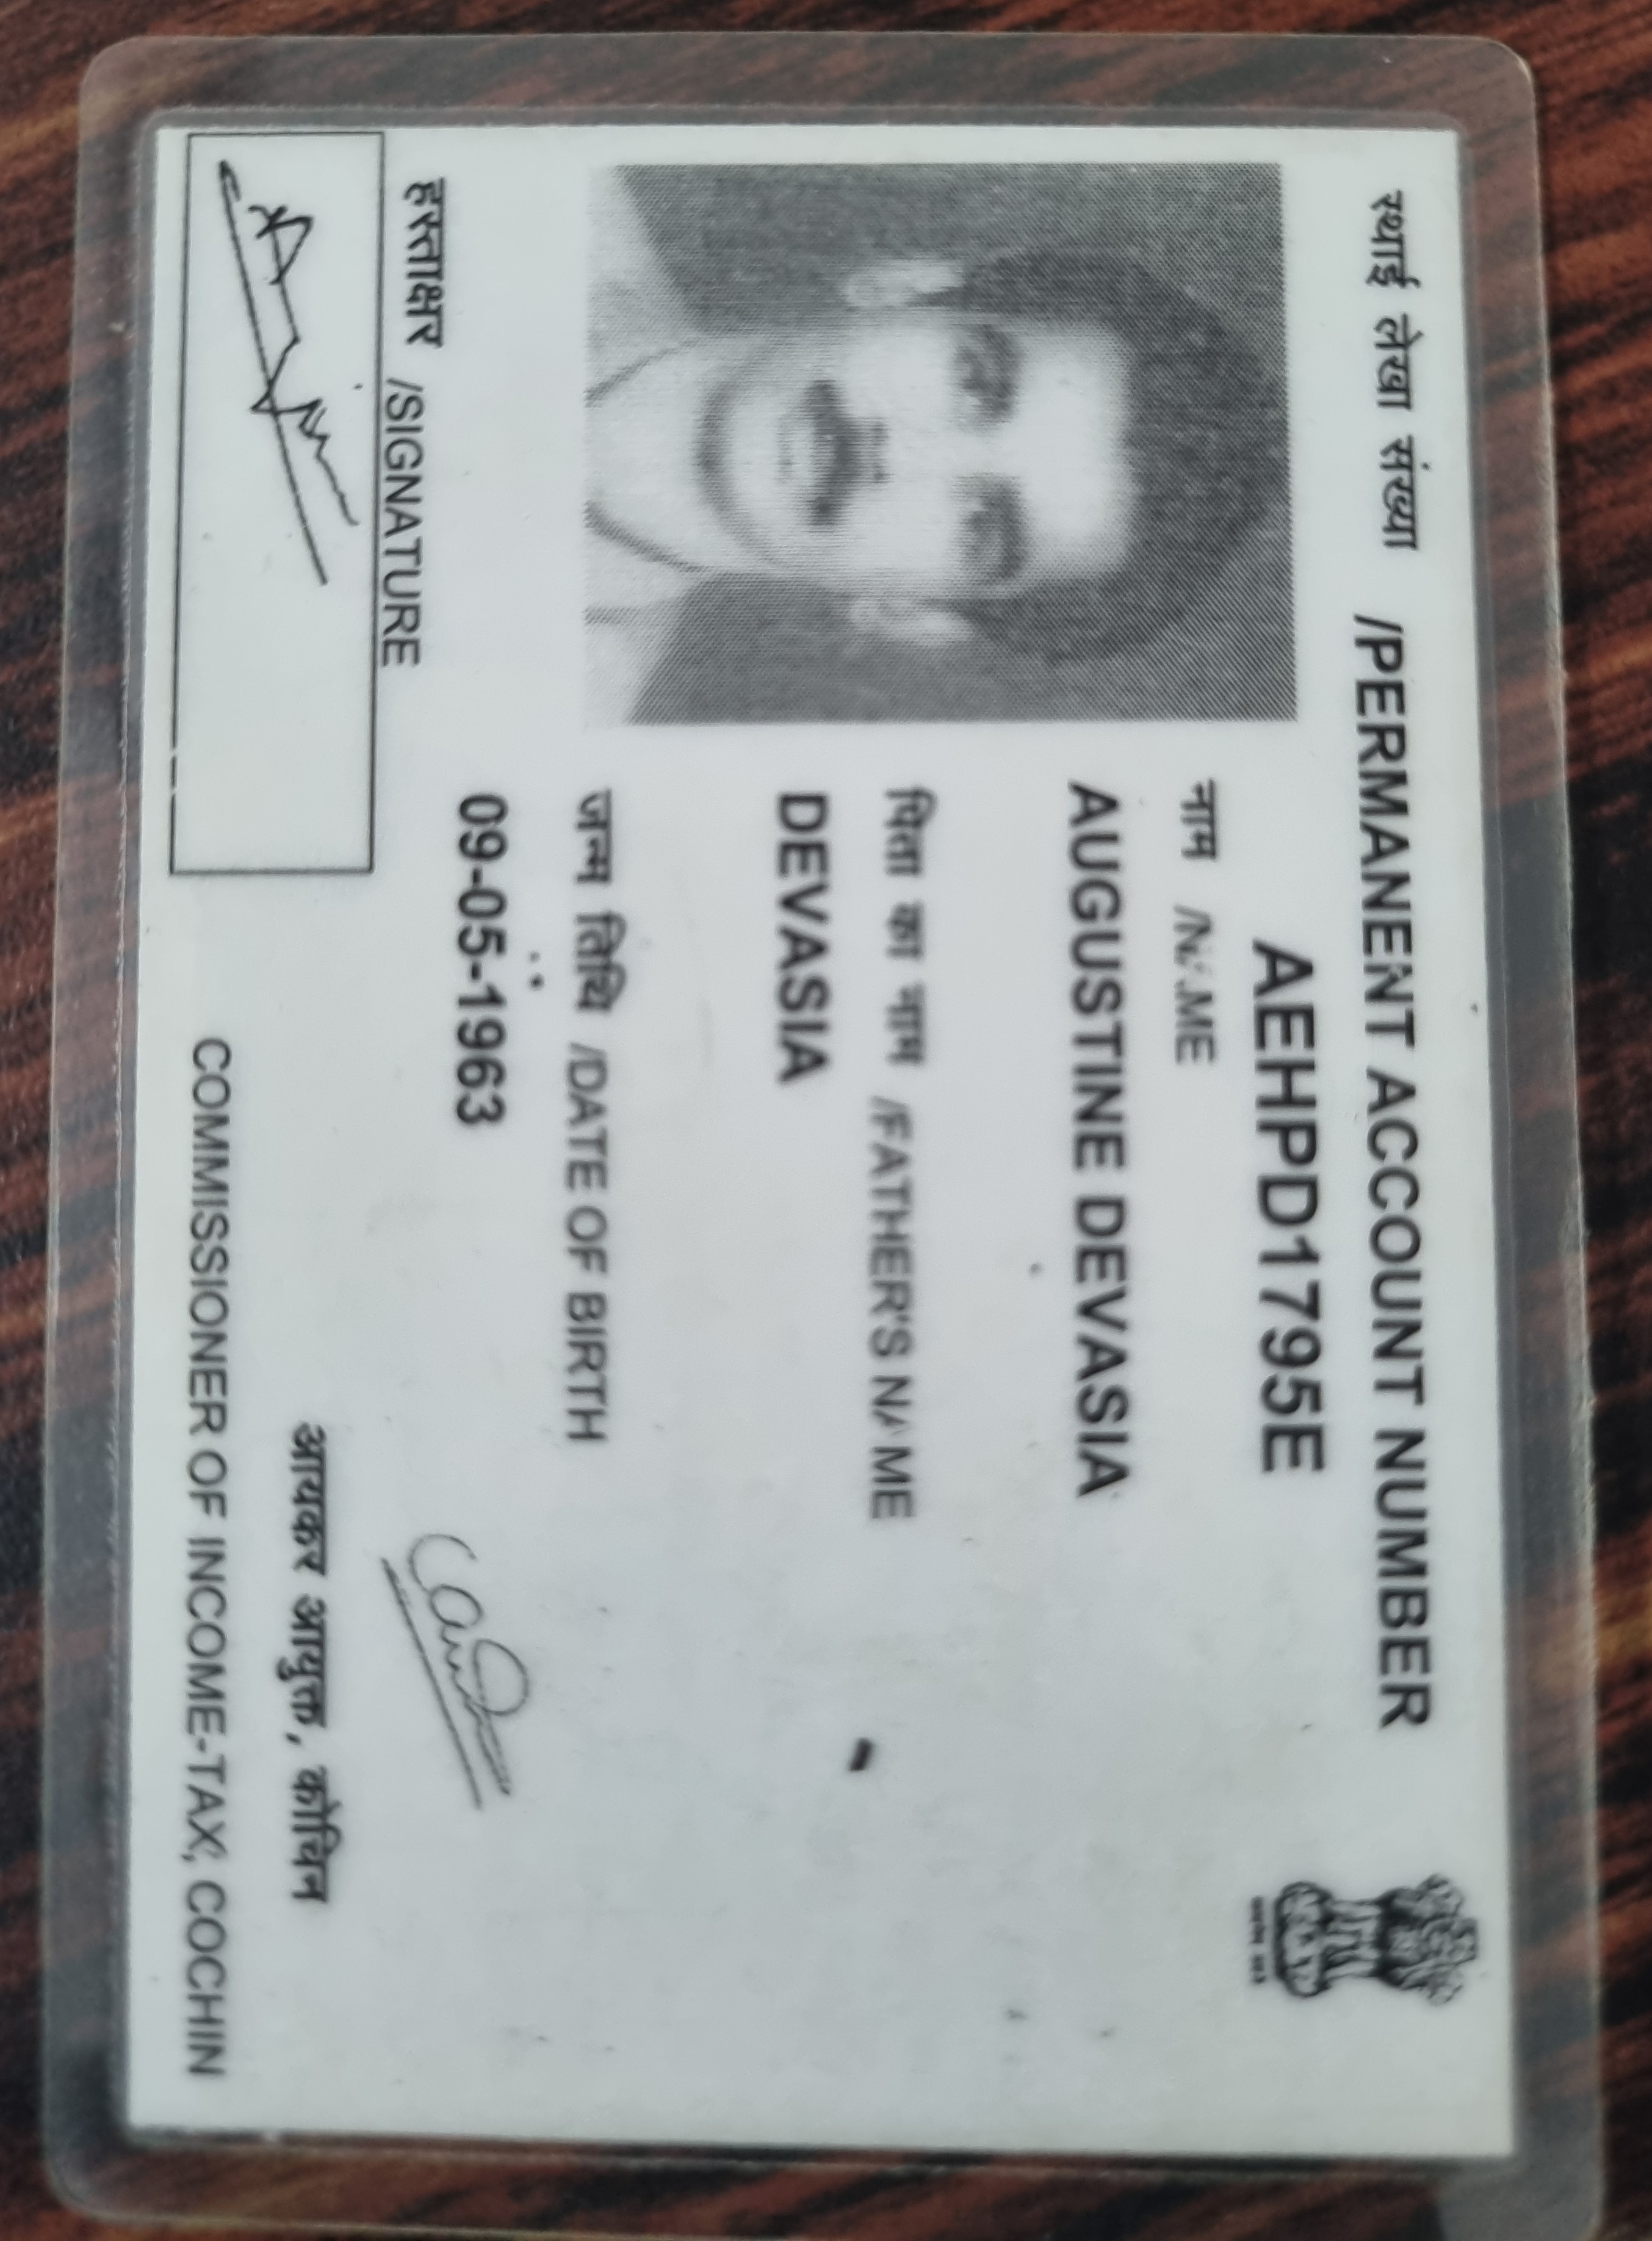 स्थाई लेखा संख्या /PERMANENT ACCOUNT NUMBER
AEHPD1795E
नाम /NAME
AUGUSTINE DEVASIA
पिता का नाम /FATHER'S NAME
DEVASIA
जन्म तिथि /DATE OF BIRTH
09-05-1963
हस्ताक्षर /SIGNATURE
आयकर आयुक्त, कोचिन
COMMISSIONER OF INCOME-TAX, COCHIN